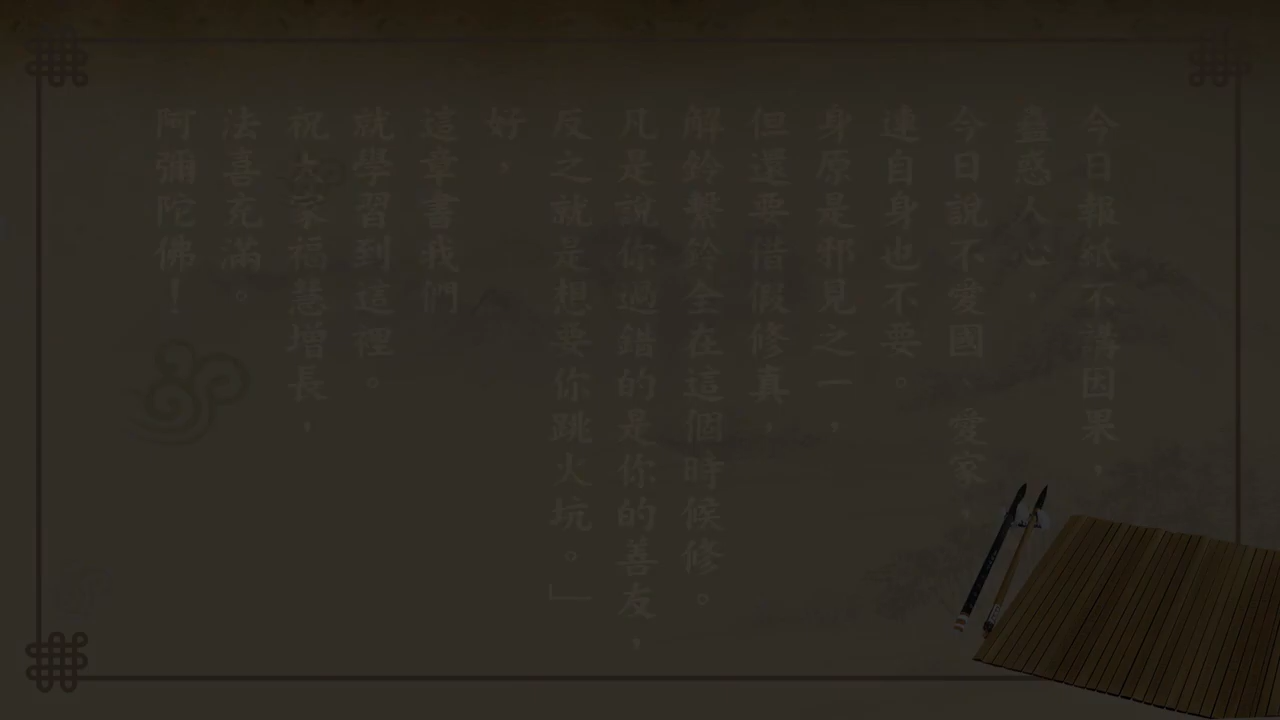 今日報紙不講因果，
蠱惑人心，
今日說不愛國、愛家，
連自身也不要。
身原是邪見之一，
但還要借假修真，
解鈴繫鈴全在這個時候修。
凡是說你過錯的是你的善友，
反之就是想要你跳火坑。」
好，
這章書我們
就學習到這裡。
祝大家福慧增長，
法喜充滿。
阿彌陀佛！